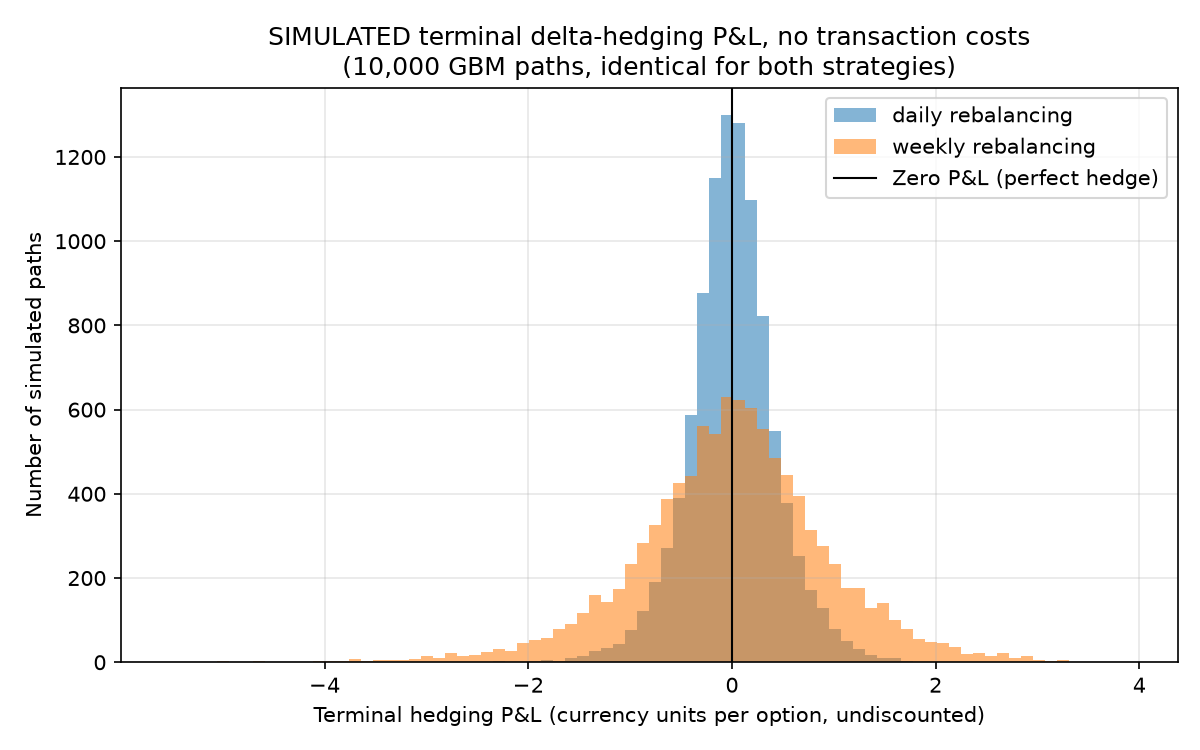 SIMULATED terminal delta-hedging P&L, no transaction costs
(10,000 GBM paths, identical for both strategies)
daily rebalancing
weekly rebalancing
Zero P&L (perfect hedge)
Number of simulated paths
1200
1000
800
600
400
200
0
−4
−2
0
2
4
Terminal hedging P&L (currency units per option, undiscounted)